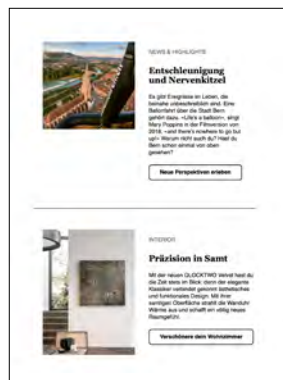 NEWS & HIGHLIGHTS
Entschleunigung
und Nervenkitzel
Es gibt Ereignisse im Leben, die
beinahe unbeschreiblich sind. Eine
Ballonfahrt über die Stadt Bern
gehört dazu. «Life's a balloon», singt
Mary Poppins in der Filmversion von
2018, «and there's nowhere to go but
up!» Warum nicht auch du? Hast du
Bern schon einmal von oben
gesehen?
Neue Perspektiven erleben
INTERIOR
Präzision in Samt
Mit der neuen QLOCKTWO Velvet hast du
die Zeit stets im Blick: denn der elegante
Klassiker verbindet gekonnt ästhetisches
und funktionales Design. Mit ihrer
samtigen Oberfläche strahlt die Wanduhr
Wärme aus und schafft ein völlig neues
Raumgefühl.
Verschönere dein Wohnzimmer